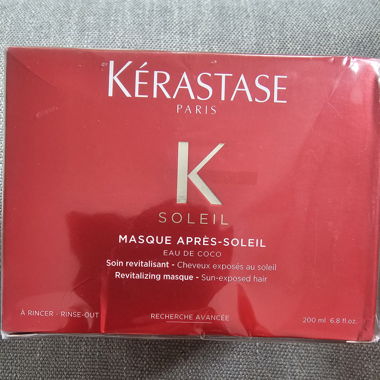 KÉRASTASE
PARIS
K
SOLEIL
MASQUE APRÈS-SOLEIL
EAU DE COCO
Soin revitalisant - Cheveux exposés au soleil
Revitalizing masque - Sun-exposed hair
À RINCER - RINSE-OUT
200 ml 6.8 fl.oz.
RECHERCHE AVANCÉE